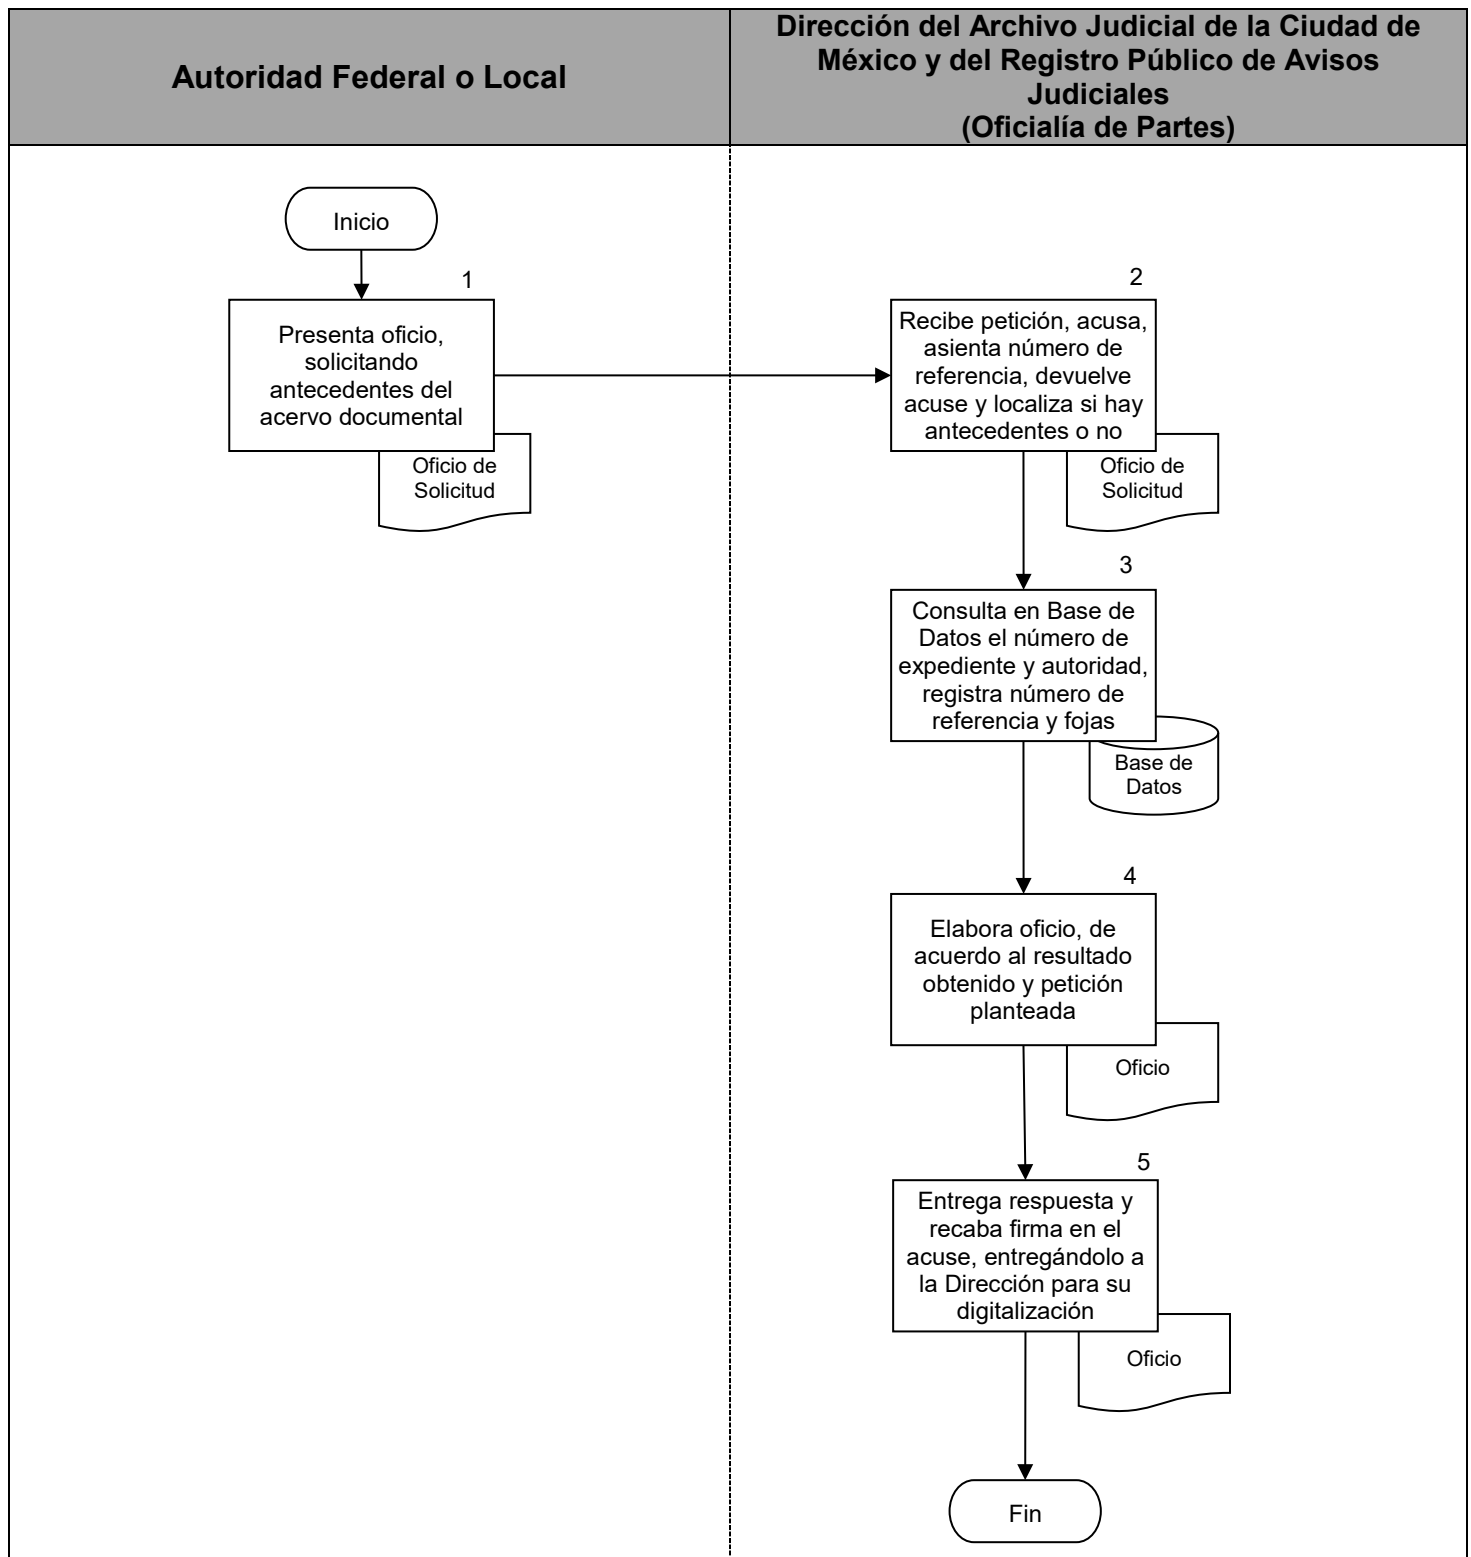 Autoridad Federal o Local
Dirección del Archivo Judicial de la Ciudad de
México y del Registro Público de Avisos
Judiciales
(Oficialía de Partes)
Inicio
1
Presenta oficio,
solicitando
antecedentes del
acervo documental
Oficio de
Solicitud
2
Recibe petición, acusa,
asienta número de
referencia, devuelve
acuse y localiza si hay
antecedentes o no
Oficio de
Solicitud
3
Consulta en Base de
Datos el número de
expediente y autoridad,
registra número de
referencia y fojas
Base de
Datos
4
Elabora oficio, de
acuerdo al resultado
obtenido y petición
planteada
Oficio
5
Entrega respuesta y
recaba firma en el
acuse, entregándolo a
la Dirección para su
digitalización
Oficio
Fin